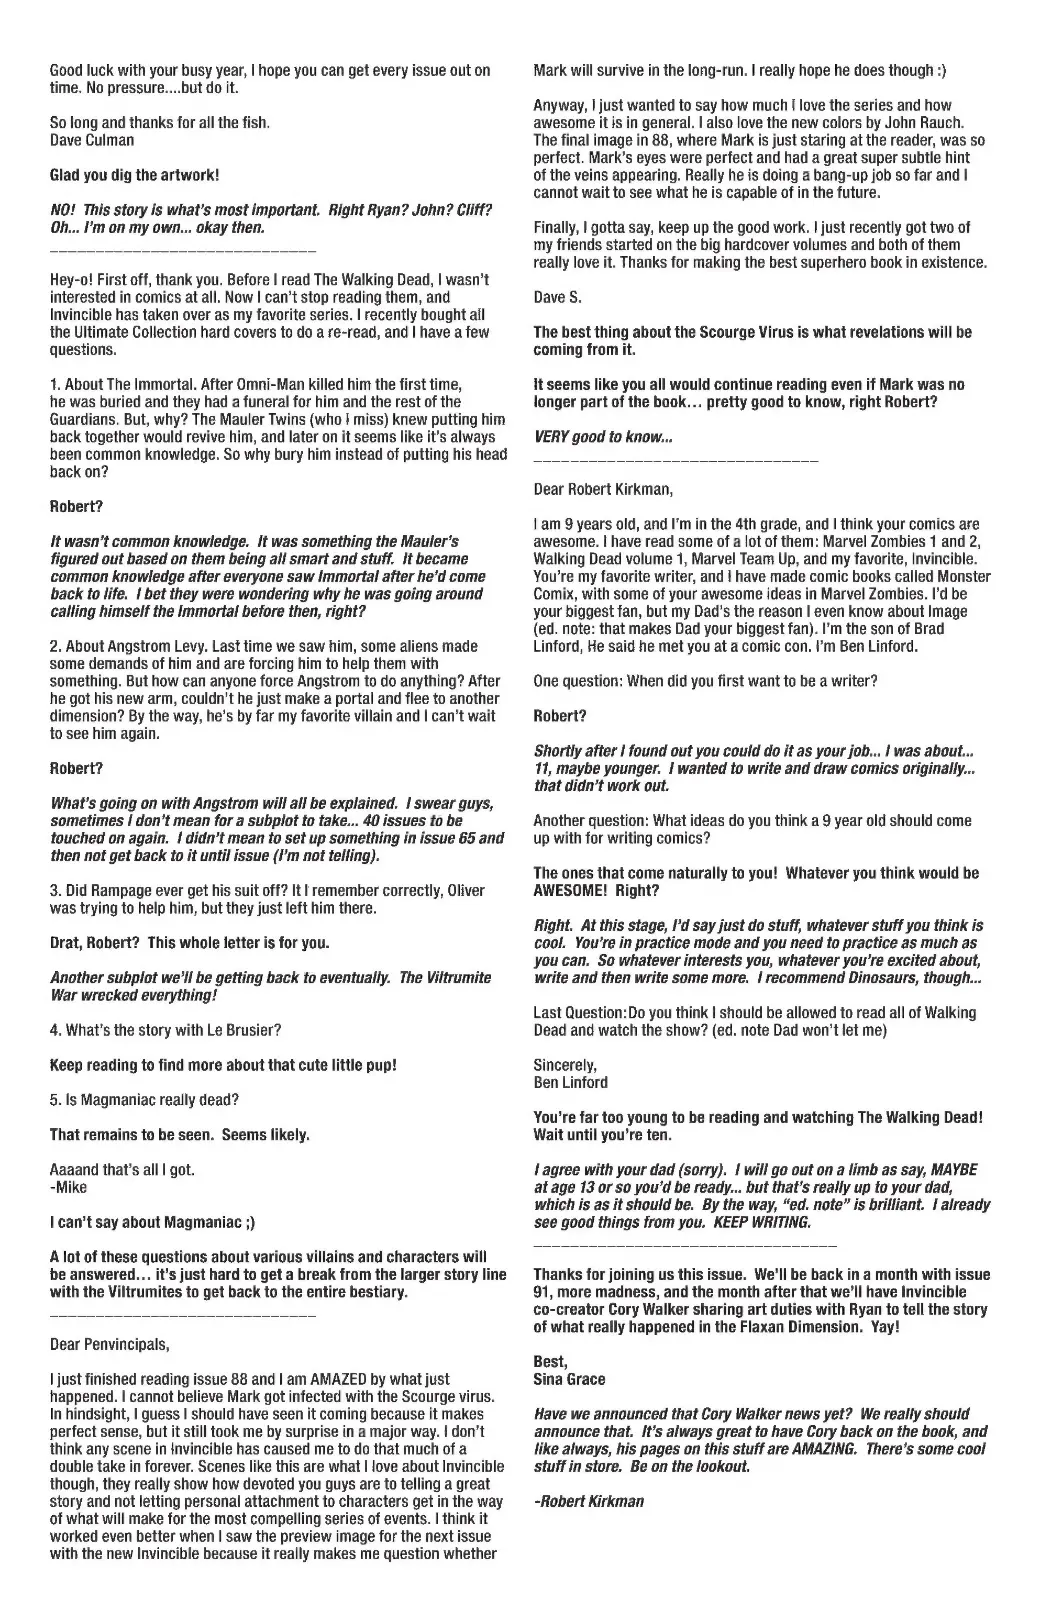 Good luck with your busy year, I hope you can get every issue out on
time. No pressure....but do it.
So long and thanks for all the fish.
Dave Culman
Glad you dig the artwork!
NO! This story is what's most important. Right Ryan? John? Cliff?
Oh... I'm on my own... okay then.
______________________________
Hey-o! First off, thank you. Before I read The Walking Dead, I wasn't
interested in comics at all. Now I can't stop reading them, and
Invincible has taken over as my favorite series. I recently bought all
the Ultimate Collection hard covers to do a re-read, and I have a few
questions.
1. About The Immortal. After Omni-Man killed him the first time,
he was buried and they had a funeral for him and the rest of the
Guardians. But, why? The Mauler Twins (who I miss) knew putting him
back together would revive him, and later on it seems like it's always
been common knowledge. So why bury him instead of putting his head
back on?
Robert?
It wasn't common knowledge. It was something the Mauler's
figured out based on them being all smart and stuff. It became
common knowledge after everyone saw Immortal after he'd come
back to life. I bet they were wondering why he was going around
calling himself the Immortal before then, right?
2. About Angstrom Levy. Last time we saw him, some aliens made
some demands of him and are forcing him to help them with
something. But how can anyone force Angstrom to do anything? After
he got his new arm, couldn't he just make a portal and flee to another
dimension? By the way, he's by far my favorite villain and I can't wait
to see him again.
Robert?
What's going on with Angstrom will all be explained. I swear guys,
sometimes I don't mean for a subplot to take... 40 issues to be
touched on again. I didn't mean to set up something in issue 65 and
then not get back to it until issue (I'm not telling).
3. Did Rampage ever get his suit off? It I remember correctly, Oliver
was trying to help him, but they just left him there.
Drat, Robert? This whole letter is for you.
Another subplot we'll be getting back to eventually. The Viltrumite
War wrecked everything!
4. What's the story with Le Brusier?
Keep reading to find more about that cute little pup!
5. Is Magmaniac really dead?
That remains to be seen. Seems likely.
Aaaand that's all I got.
-Mike
I can't say about Magmaniac ;)
A lot of these questions about various villains and characters will
be answered... it's just hard to get a break from the larger story line
with the Viltrumites to get back to the entire bestiary.
______________________________
Dear Penvincipals,
I just finished reading issue 88 and I am AMAZED by what just
happened. I cannot believe Mark got infected with the Scourge virus.
In hindsight, I guess I should have seen it coming because it makes
perfect sense, but it still took me by surprise in a major way. I don't
think any scene in Invincible has caused me to do that much of a
double take in forever. Scenes like this are what I love about Invincible
though, they really show how devoted you guys are to telling a great
story and not letting personal attachment to characters get in the way
of what will make for the most compelling series of events. I think it
worked even better when I saw the preview image for the next issue
with the new Invincible because it really makes me question whether
Mark will survive in the long-run. I really hope he does though :)
Anyway, I just wanted to say how much I love the series and how
awesome it is in general. I also love the new colors by John Rauch.
The final image in 88, where Mark is just staring at the reader, was so
perfect. Mark's eyes were perfect and had a great super subtle hint
of the veins appearing. Really he is doing a bang-up job so far and I
cannot wait to see what he is capable of in the future.
Finally, I gotta say, keep up the good work. I just recently got two of
my friends started on the big hardcover volumes and both of them
really love it. Thanks for making the best superhero book in existence.
Dave S.
The best thing about the Scourge Virus is what revelations will be
coming from it.
It seems like you all would continue reading even if Mark was no
longer part of the book... pretty good to know, right Robert?
VERY good to know...
________________________________
Dear Robert Kirkman,
I am 9 years old, and I'm in the 4th grade, and I think your comics are
awesome. I have read some of a lot of them: Marvel Zombies 1 and 2,
Walking Dead volume 1, Marvel Team Up, and my favorite, Invincible.
You're my favorite writer, and I have made comic books called Monster
Comix, with some of your awesome ideas in Marvel Zombies. I'd be
your biggest fan, but my Dad's the reason I even know about Image
(ed. note: that makes Dad your biggest fan). I'm the son of Brad
Linford, He said he met you at a comic con. I'm Ben Linford.
One question: When did you first want to be a writer?
Robert?
Shortly after I found out you could do it as your job... I was about...
11, maybe younger. I wanted to write and draw comics originally...
that didn't work out.
Another question: What ideas do you think a 9 year old should come
up with for writing comics?
The ones that come naturally to you! Whatever you think would be
AWESOME! Right?
Right. At this stage, I'd say just do stuff, whatever stuff you think is
cool. You're in practice mode and you need to practice as much as
you can. So whatever interests you, whatever you're excited about,
write and then write some more. I recommend Dinosaurs, though...
Last Question:Do you think I should be allowed to read all of Walking
Dead and watch the show? (ed. note Dad won't let me)
Sincerely,
Ben Linford
You're far too young to be reading and watching The Walking Dead!
Wait until you're ten.
I agree with your dad (sorry). I will go out on a limb as say, MAYBE
at age 13 or so you'd be ready... but that's really up to your dad,
which is as it should be. By the way, "ed. note" is brilliant. I already
see good things from you. KEEP WRITING.
__________________________________
Thanks for joining us this issue. We'll be back in a month with issue
91, more madness, and the month after that we'll have Invincible
co-creator Cory Walker sharing art duties with Ryan to tell the story
of what really happened in the Flaxan Dimension. Yay!
Best,
Sina Grace
Have we announced that Cory Walker news yet? We really should
announce that. It's always great to have Cory back on the book, and
like always, his pages on this stuff are AMAZING. There's some cool
stuff in store. Be on the lookout.
-Robert Kirkman